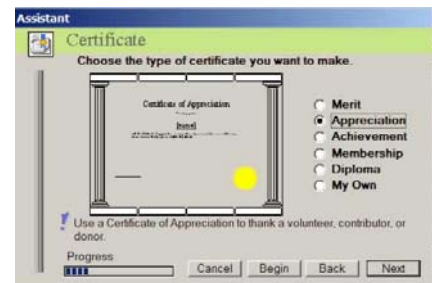 Assistant
Certificate
Choose the type of certificate you want to make.
Certificate of Appreciation
[name]
Merit
Appreciation
Achievement
Membership
Diploma
My Own
Use a Certificate of Appreciation to thank a volunteer, contributor, or
donor.
Progress
Cancel
Begin
Back
Next